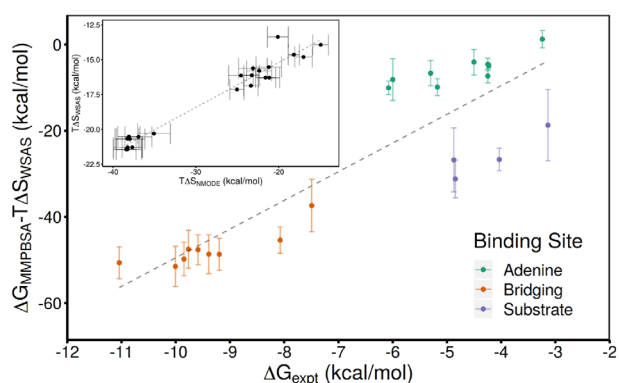 -12.5
-15.0
-17.5
-20.0
-22.5
TΔS_WSAS (kcal/mol)
-40
-30
-20
TΔS_NMODE (kcal/mol)
0
-20
-40
-60
ΔG_MMPBSA-TΔS_WSAS (kcal/mol)
Binding Site
Adenine
Bridging
Substrate
-12
-11
-10
-9
-8
-7
-6
-5
-4
-3
-2
ΔG_expt (kcal/mol)